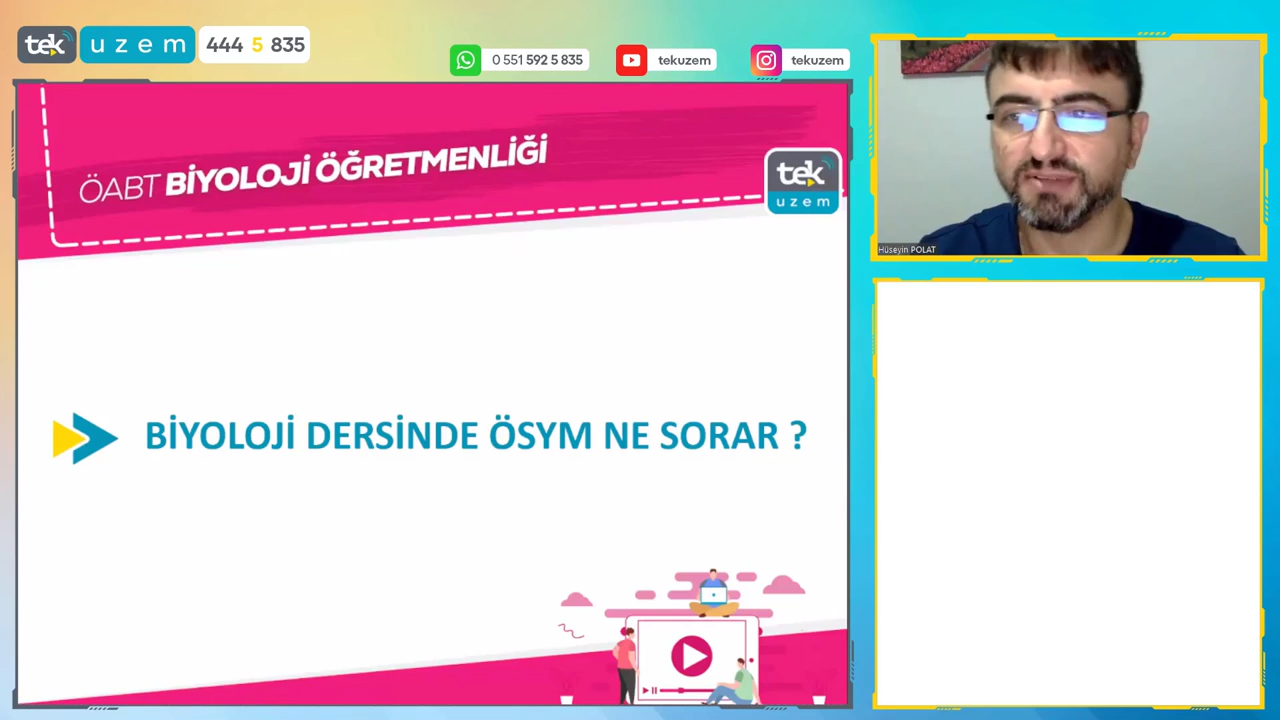 tek uzem 444 5 835
0 551 592 5 835
tekuzem
tekuzem
ÖABT BİYOLOJİ ÖĞRETMENLİĞİ
tek
uzem
BİYOLOJİ DERSİNDE ÖSYM NE SORAR ?
Hüseyin POLAT